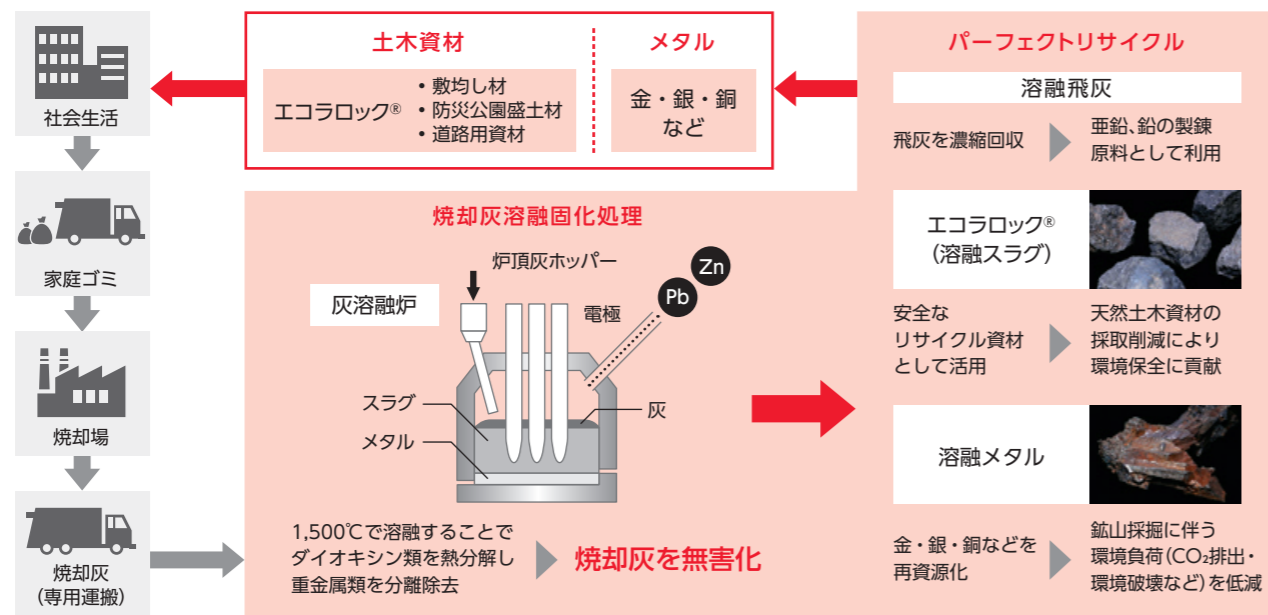 社会生活
家庭ゴミ
焼却場
焼却灰
（専用運搬）
土木資材
エコラロック®
• 敷均し材
• 防災公園盛土材
• 道路用資材
メタル
金・銀・銅
など
焼却灰溶融固化処理
灰溶融炉
炉頂灰ホッパー
電極
Zn
Pb
スラグ
メタル
灰
1,500℃で溶融することで
ダイオキシン類を熱分解し
重金属類を分離除去
焼却灰を無害化
パーフェクトリサイクル
溶融飛灰
飛灰を濃縮回収
亜鉛、鉛の製錬
原料として利用
エコラロック®
（溶融スラグ）
安全な
リサイクル資材
として活用
天然土木資材の
採取削減により
環境保全に貢献
溶融メタル
金・銀・銅などを
再資源化
鉱山採掘に伴う
環境負荷（CO₂排出・
環境破壊など）を低減